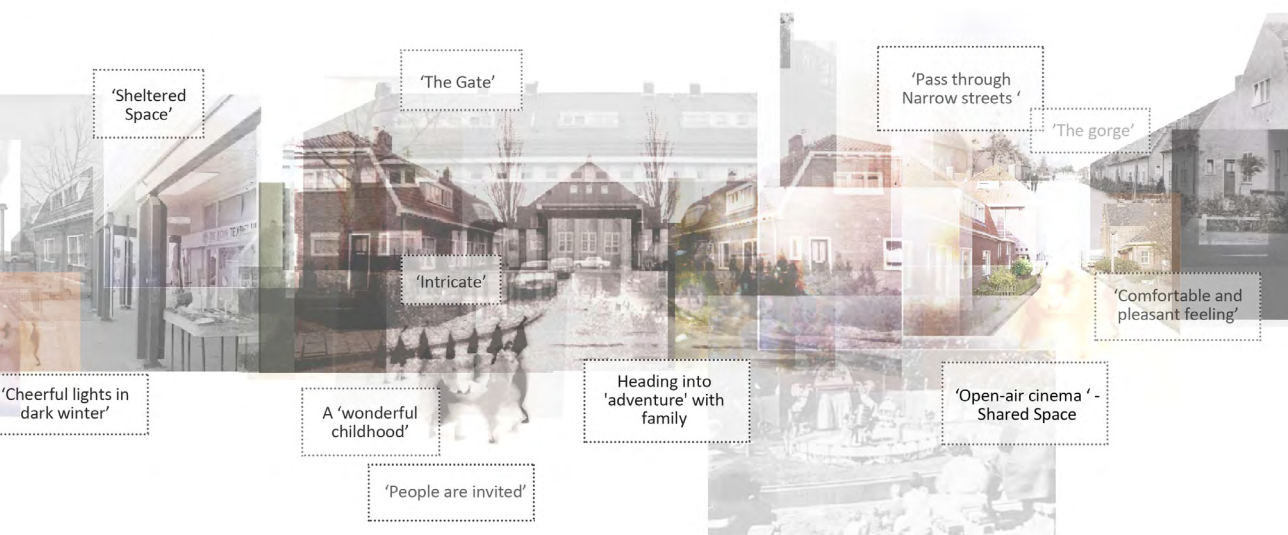 ‘Sheltered
Space’
‘The Gate’
‘Pass through
Narrow streets ‘
’The gorge’
‘Intricate’
‘Comfortable and
pleasant feeling’
‘Cheerful lights in
dark winter’
A ‘wonderful
childhood’
Heading into
'adventure' with
family
‘Open-air cinema ‘ -
Shared Space
‘People are invited’